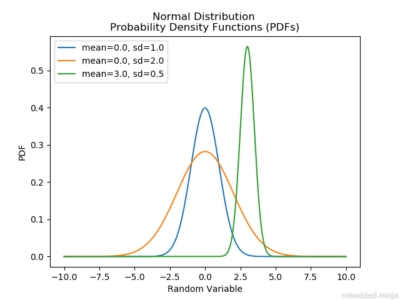 Normal Distribution
Probability Density Functions (PDFs)
mean=0.0, sd=1.0
mean=0.0, sd=2.0
mean=3.0, sd=0.5
PDF
0.5
0.4
0.3
0.2
0.1
0.0
−10.0 −7.5 −5.0 −2.5 0.0 2.5 5.0 7.5 10.0
Random Variable
mbedded.ninja